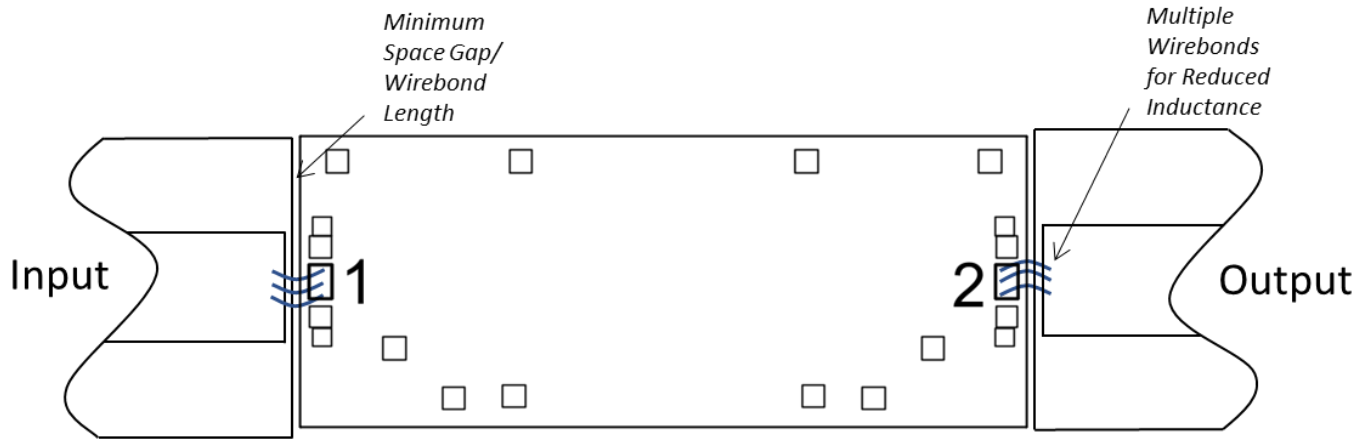 Minimum
Space Gap/
Wirebond
Length
Multiple
Wirebonds
for Reduced
Inductance
Input
1
2
Output